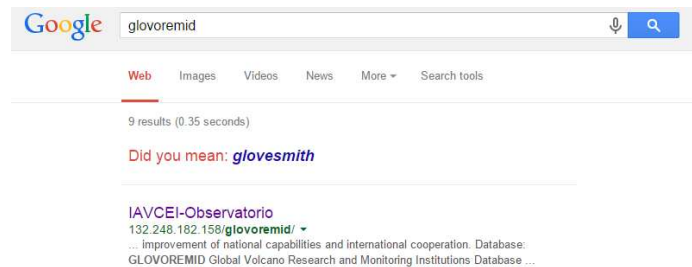 Google glovoremid
Web Images Videos News More Search tools
9 results (0.35 seconds)
Did you mean: glovesmith
IAVCEI-Observatorio
132.248.182.158/glovoremid/
... improvement of national capabilities and international cooperation. Database:
GLOVOREMID Global Volcano Research and Monitoring Institutions Database ...